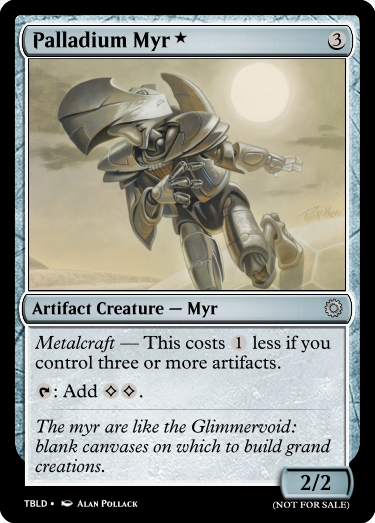 Palladium Myr★ 3
Artifact Creature — Myr
Metalcraft — This costs 1 less if you
control three or more artifacts.
: Add .
The myr are like the Glimmervoid:
blank canvases on which to build grand
creations.
2/2
TBLD • Alan Pollack
(NOT FOR SALE)